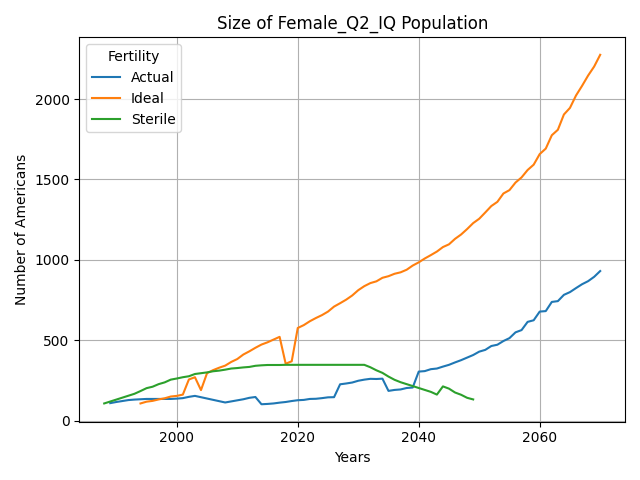 Size of Female_Q2_IQ Population
Fertility
Actual
Ideal
Sterile
Number of Americans
2000
1500
1000
500
0
2000
2020
2040
2060
Years